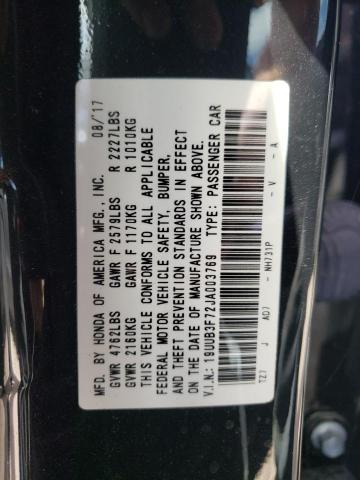 MFD. BY HONDA OF AMERICA MFG., INC. 08/'17
GVWR 4762LBS GAWR F 2579LBS R 2227LBS
GVWR 2160KG GAWR F 1170KG R 1010KG
THIS VEHICLE CONFORMS TO ALL APPLICABLE
FEDERAL MOTOR VEHICLE SAFETY, BUMPER,
AND THEFT PREVENTION STANDARDS IN EFFECT
ON THE DATE OF MANUFACTURE SHOWN ABOVE.
V.I.N.: 19UUB3F72JA003769 TYPE: PASSENGER CAR
TZ7 J AD7 - NH731P - V - A